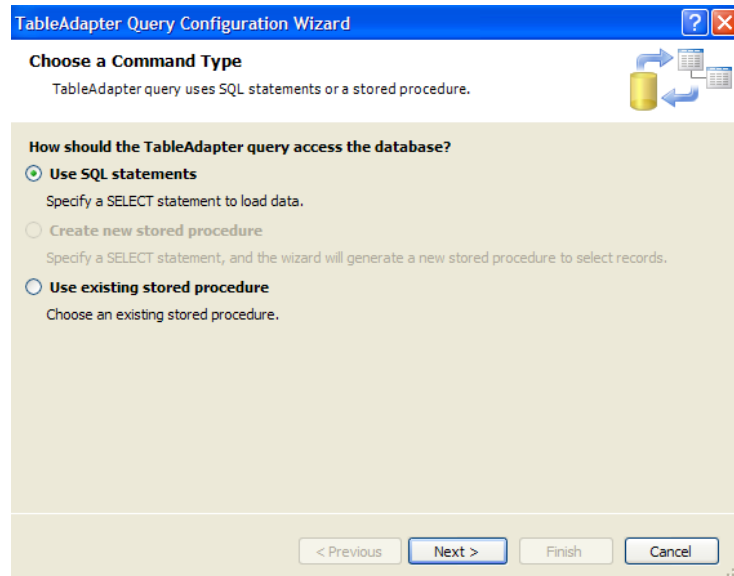 TableAdapter Query Configuration Wizard
Choose a Command Type
TableAdapter query uses SQL statements or a stored procedure.
How should the TableAdapter query access the database?
Use SQL statements
Specify a SELECT statement to load data.
Create new stored procedure
Specify a SELECT statement, and the wizard will generate a new stored procedure to select records.
Use existing stored procedure
Choose an existing stored procedure.
< Previous Next > Finish Cancel